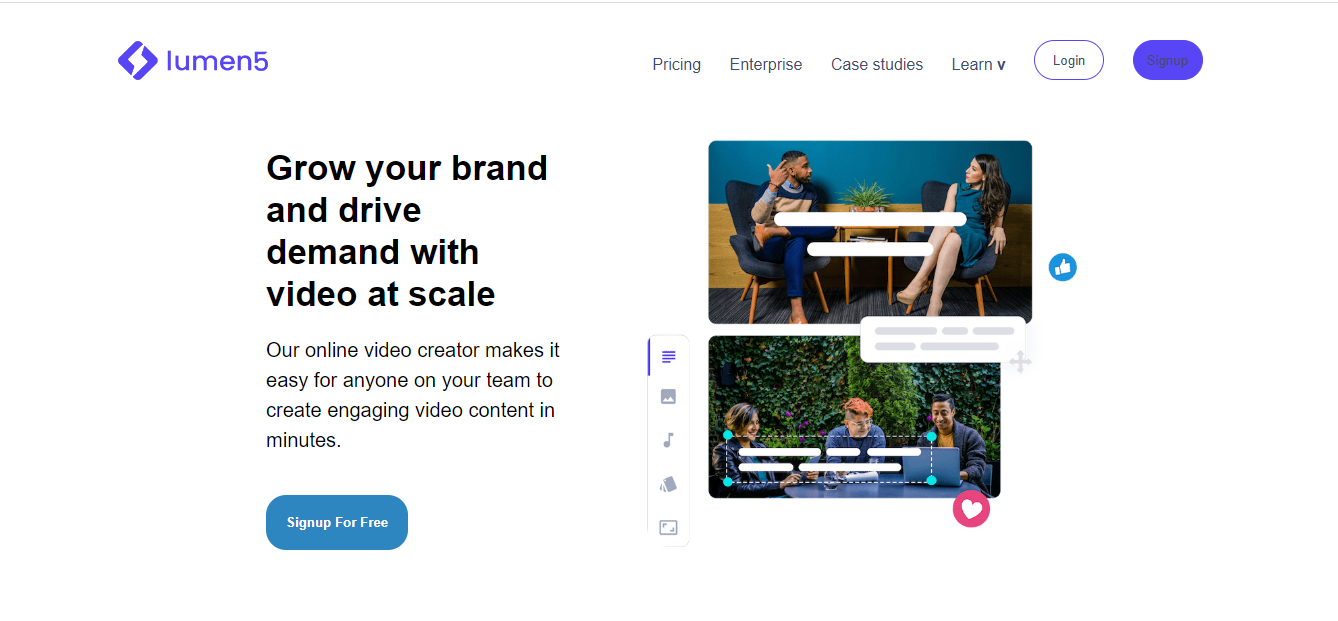 lumen5
Pricing Enterprise Case studies Learn v Login Signup
Grow your brand
and drive
demand with
video at scale
Our online video creator makes it
easy for anyone on your team to
create engaging video content in
minutes.
Signup For Free